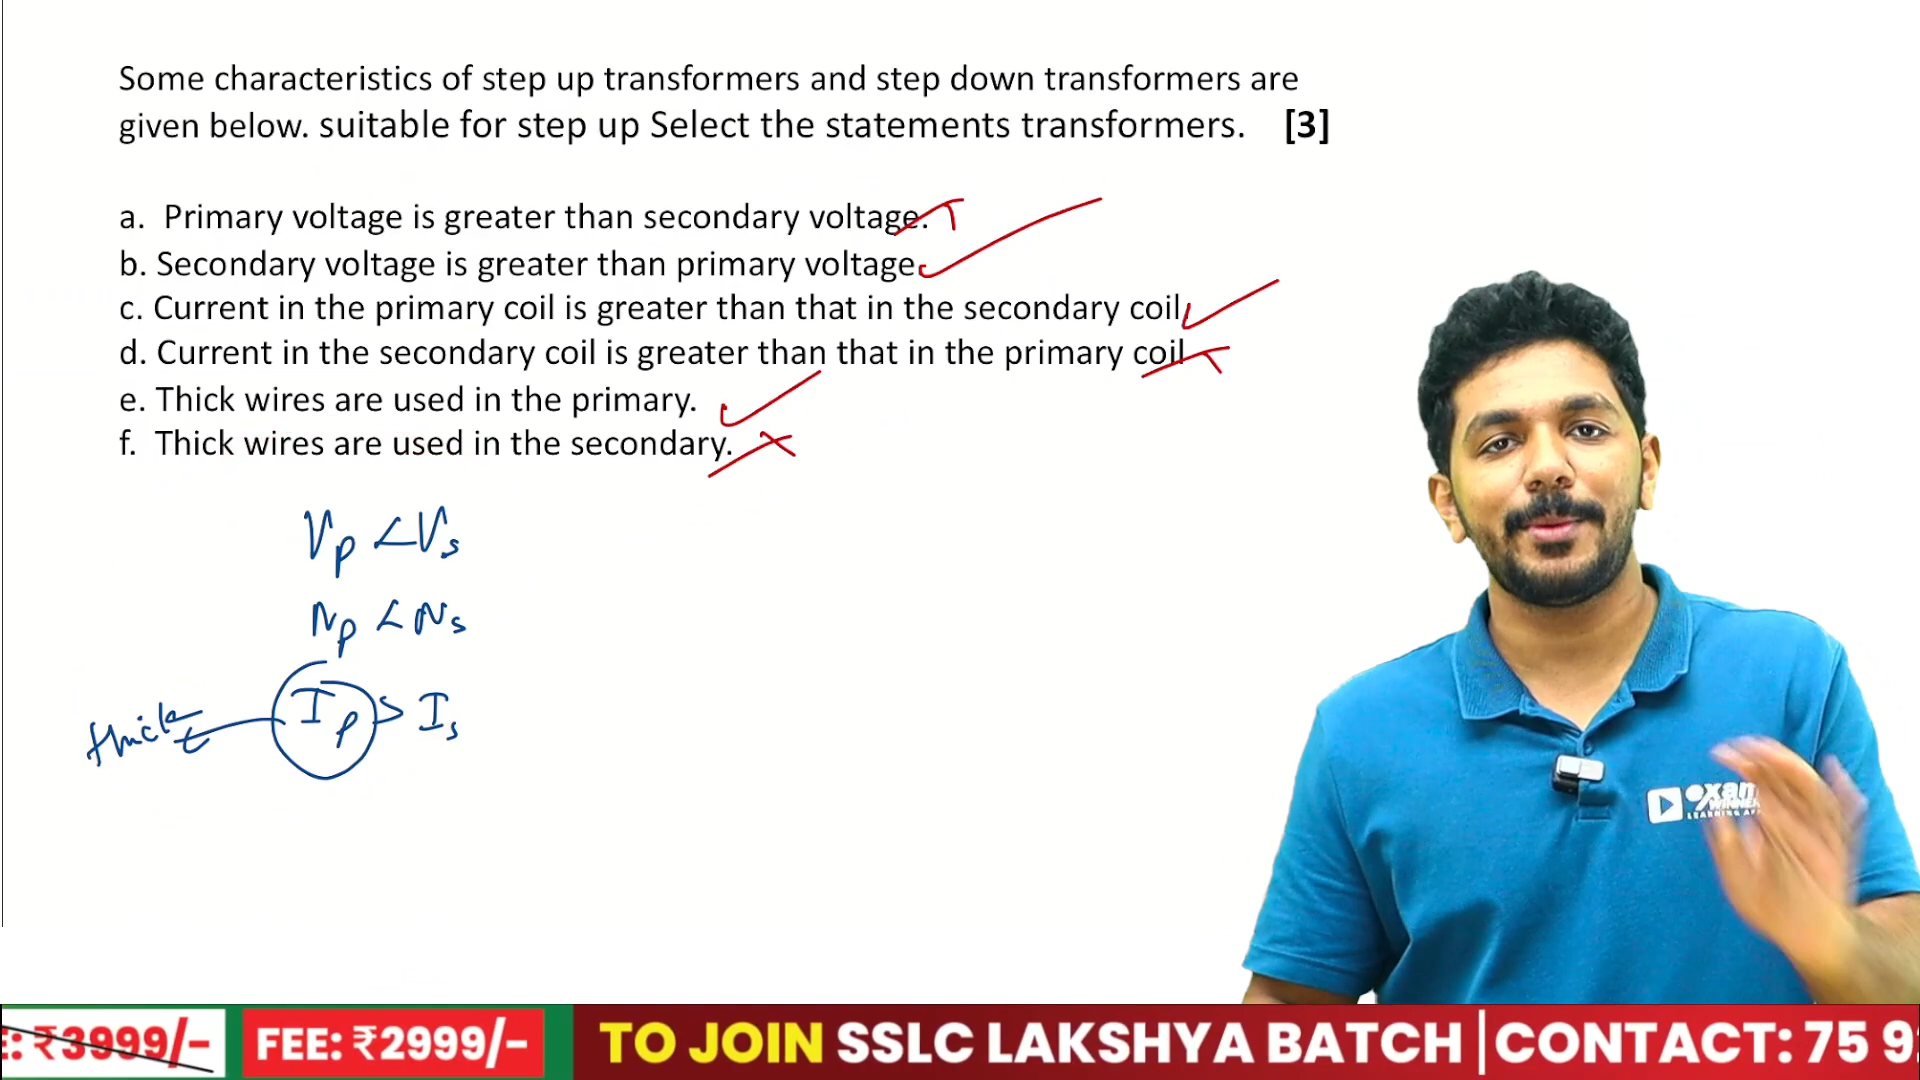 Some characteristics of step up transformers and step down transformers are
given below. suitable for step up Select the statements transformers. [3]
a. Primary voltage is greater than secondary voltage.
b. Secondary voltage is greater than primary voltage
c. Current in the primary coil is greater than that in the secondary coil.
d. Current in the secondary coil is greater than that in the primary coil
e. Thick wires are used in the primary.
f. Thick wires are used in the secondary.
Vp < Vs
Np < Ns
thick Ip > Is
exam
WINNER
LEARNING AP
₹3999/- FEE: ₹2999/- TO JOIN SSLC LAKSHYA BATCH | CONTACT: 75 9